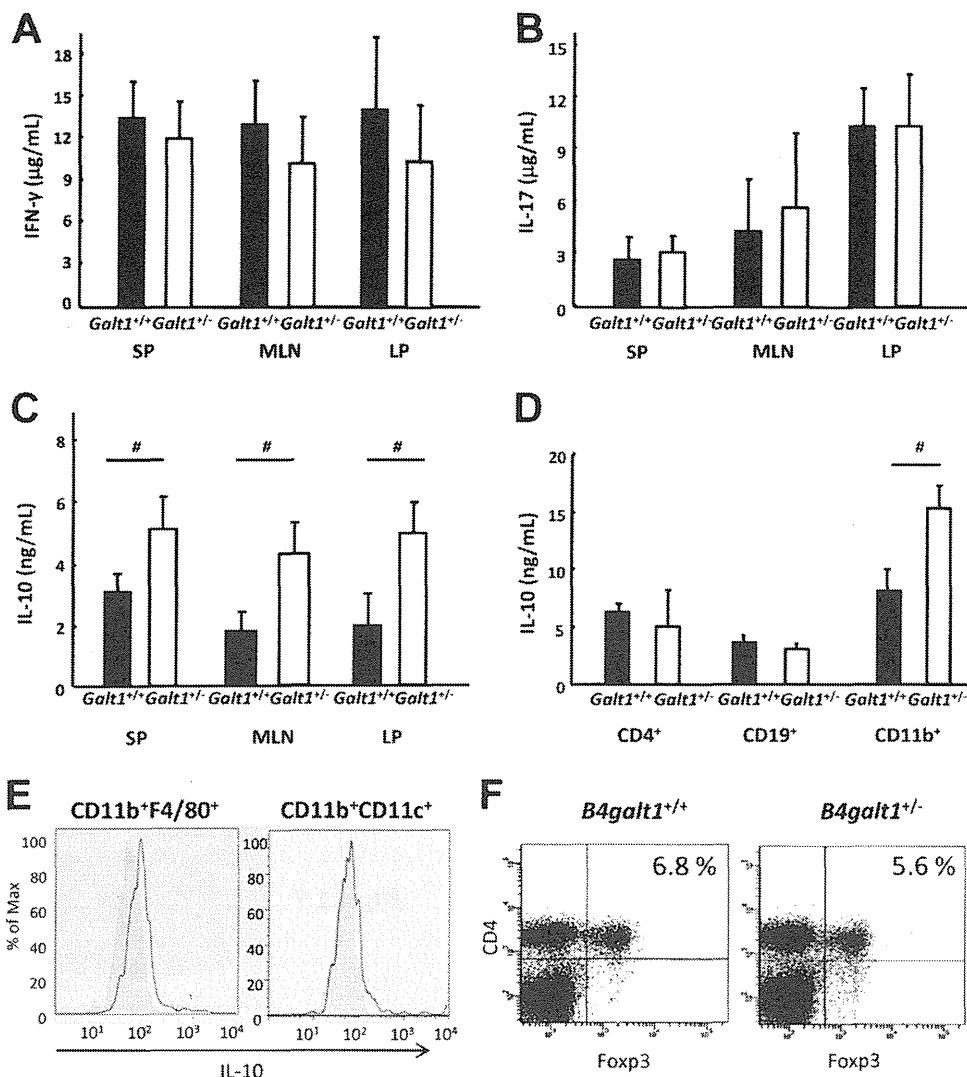 A
IFN-γ (μg/mL)
18
15
12
9
6
3
0
Galt1+/+ Galt1+/- Galt1+/+ Galt1+/- Galt1+/+ Galt1+/-
SP MLN LP
B
IL-17 (μg/mL)
15
12
9
6
3
0
Galt1+/+ Galt1+/- Galt1+/+ Galt1+/- Galt1+/+ Galt1+/-
SP MLN LP
C
IL-10 (ng/mL)
8
6
4
2
0
# # #
Galt1+/+ Galt1+/- Galt1+/+ Galt1+/- Galt1+/+ Galt1+/-
SP MLN LP
D
IL-10 (ng/mL)
20
15
10
5
0
#
Galt1+/+ Galt1+/- Galt1+/+ Galt1+/- Galt1+/+ Galt1+/-
CD4+ CD19+ CD11b+
E
CD11b+F4/80+ CD11b+CD11c+
% of Max
100 100
80 80
60 60
40 40
20 20
0 0
10¹ 10² 10³ 10⁴ 10¹ 10² 10³ 10⁴
IL-10
F
B4galt1+/+ B4galt1+/-
6.8 % 5.6 %
CD4
Foxp3 Foxp3